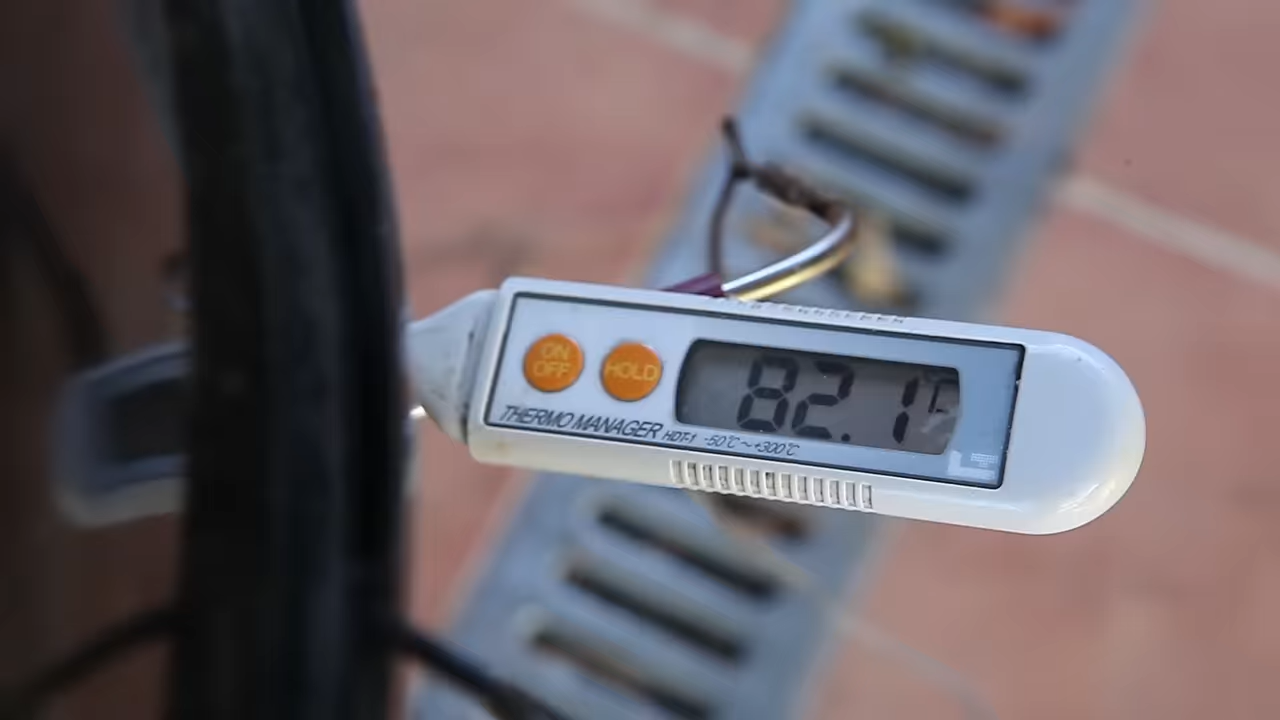 ON
OFF
HOLD
82.1
THERMO MANAGER HDT-1 -50℃~+300℃